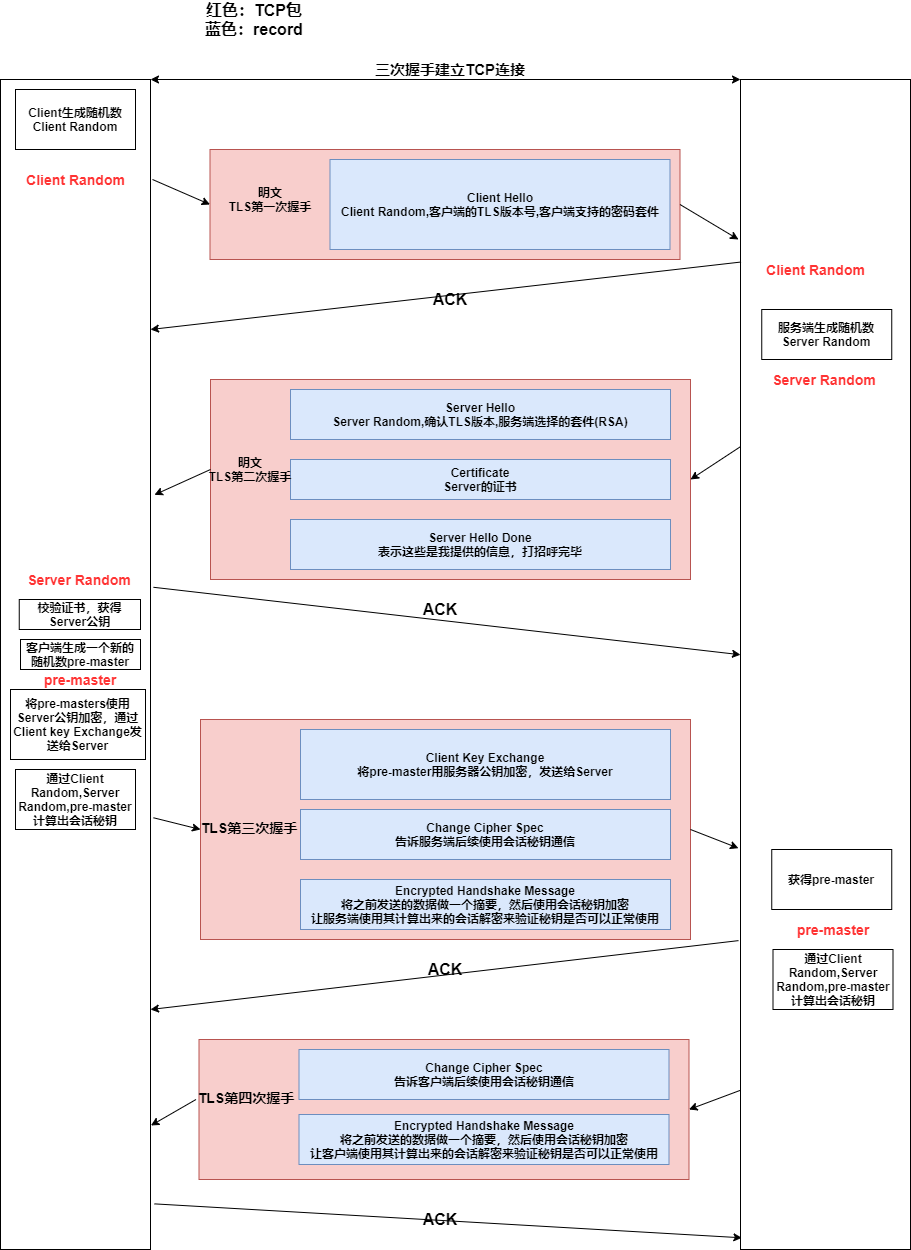 红色：TCP包
蓝色：record
三次握手建立TCP连接
Client生成随机数
Client Random
Client Random
明文
TLS第一次握手
Client Hello
Client Random,客户端的TLS版本号,客户端支持的密码套件
Client Random
ACK
服务端生成随机数
Server Random
Server Random
Server Hello
Server Random,确认TLS版本,服务端选择的套件(RSA)
明文
TLS第二次握手
Certificate
Server的证书
Server Hello Done
表示这些是我提供的信息，打招呼完毕
Server Random
ACK
校验证书，获得
Server公钥
客户端生成一个新的
随机数pre-master
pre-master
将pre-masters使用
Server公钥加密，通过
Client key Exchange发
送给Server
通过Client
Random,Server
Random,pre-master
计算出会话秘钥
TLS第三次握手
Client Key Exchange
将pre-master用服务器公钥加密，发送给Server
Change Cipher Spec
告诉服务端后续使用会话秘钥通信
Encrypted Handshake Message
将之前发送的数据做一个摘要，然后使用会话秘钥加密
让服务端使用其计算出来的会话解密来验证秘钥是否可以正常使用
获得pre-master
pre-master
ACK
通过Client
Random,Server
Random,pre-master
计算出会话秘钥
TLS第四次握手
Change Cipher Spec
告诉客户端后续使用会话秘钥通信
Encrypted Handshake Message
将之前发送的数据做一个摘要，然后使用会话秘钥加密
让客户端使用其计算出来的会话解密来验证秘钥是否可以正常使用
ACK